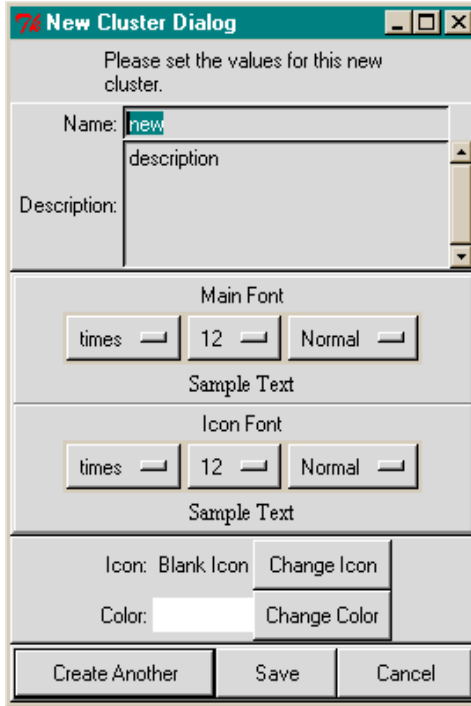 New Cluster Dialog
Please set the values for this new
cluster.
Name: new
Description: description
Main Font
times 12 Normal
Sample Text
Icon Font
times 12 Normal
Sample Text
Icon: Blank Icon Change Icon
Color: Change Color
Create Another Save Cancel